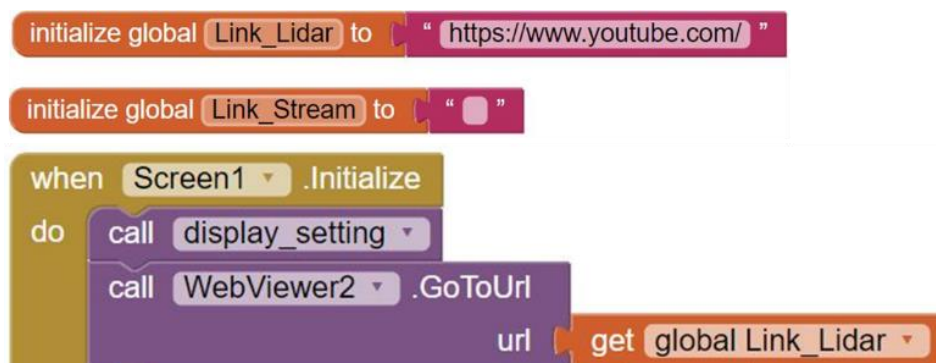 initialize global Link_Lidar to " https://www.youtube.com/ "
initialize global Link_Stream to " "
when Screen1 .Initialize
do call display_setting
call WebViewer2 .GoToUrl
url get global Link_Lidar